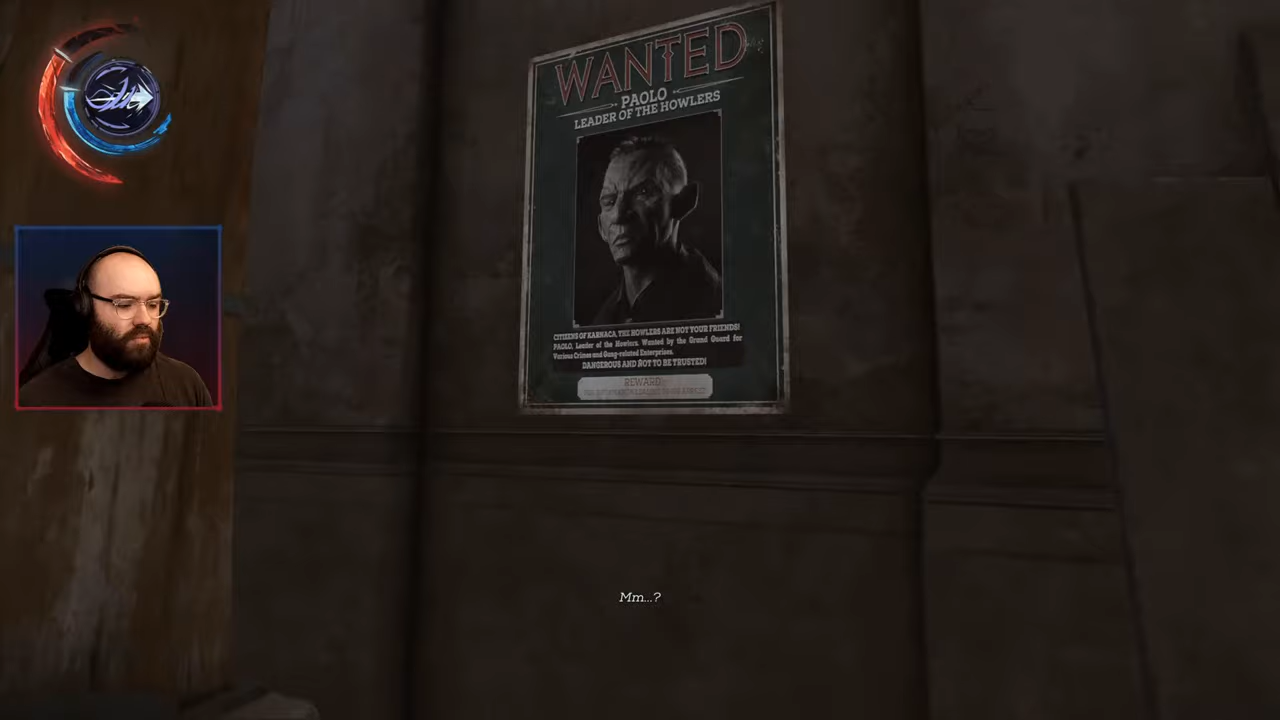 WANTED
PAOLO
LEADER OF THE HOWLERS
CITIZENS OF KARNACA, THE HOWLERS ARE NOT YOUR FRIENDS!
PAOLO, Leader of the Howlers. Wanted by the Grand Guard for
Various Crimes and Gang-related Enterprises.
DANGEROUS AND NOT TO BE TRUSTED!
REWARD:
Mm...?